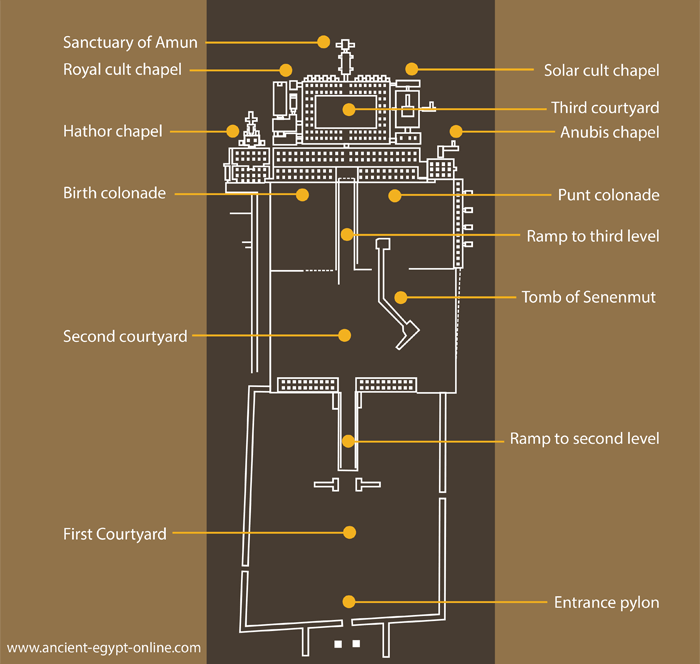 Sanctuary of Amun
Royal cult chapel
Solar cult chapel
Third courtyard
Hathor chapel
Anubis chapel
Birth colonade
Punt colonade
Ramp to third level
Tomb of Senenmut
Second courtyard
Ramp to second level
First Courtyard
Entrance pylon
www.ancient-egypt-online.com